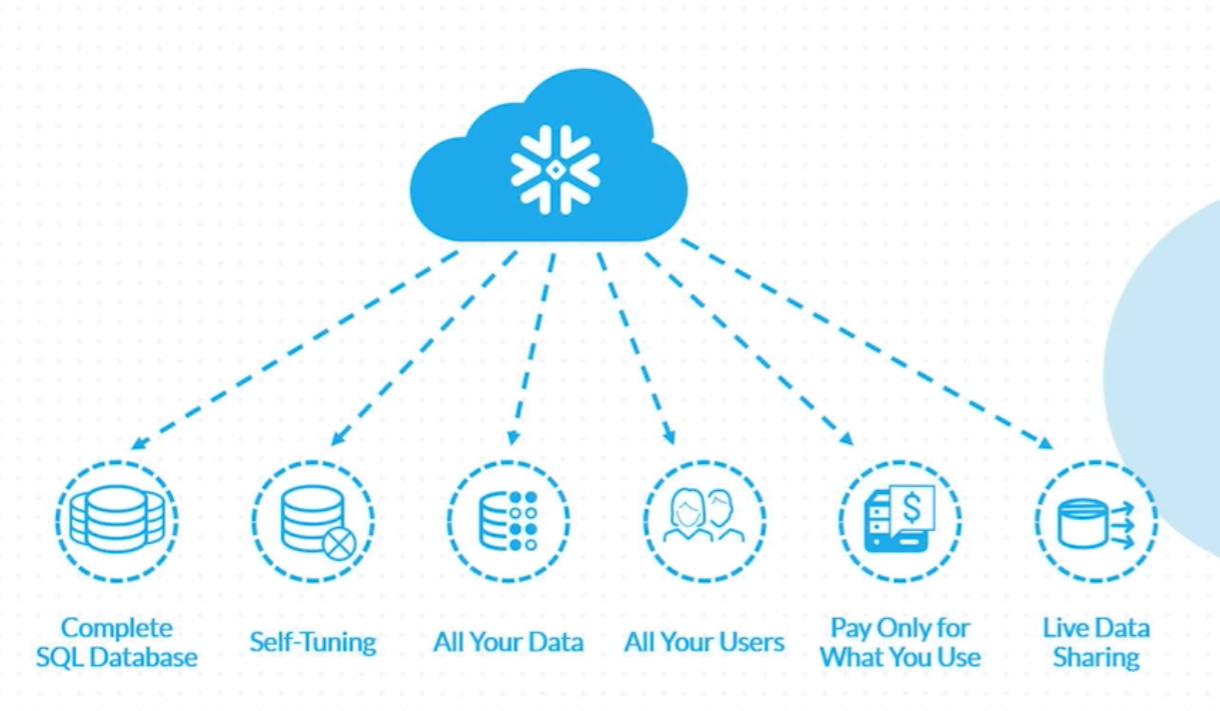 Complete
SQL Database
Self-Tuning
All Your Data
All Your Users
$
Pay Only for
What You Use
Live Data
Sharing